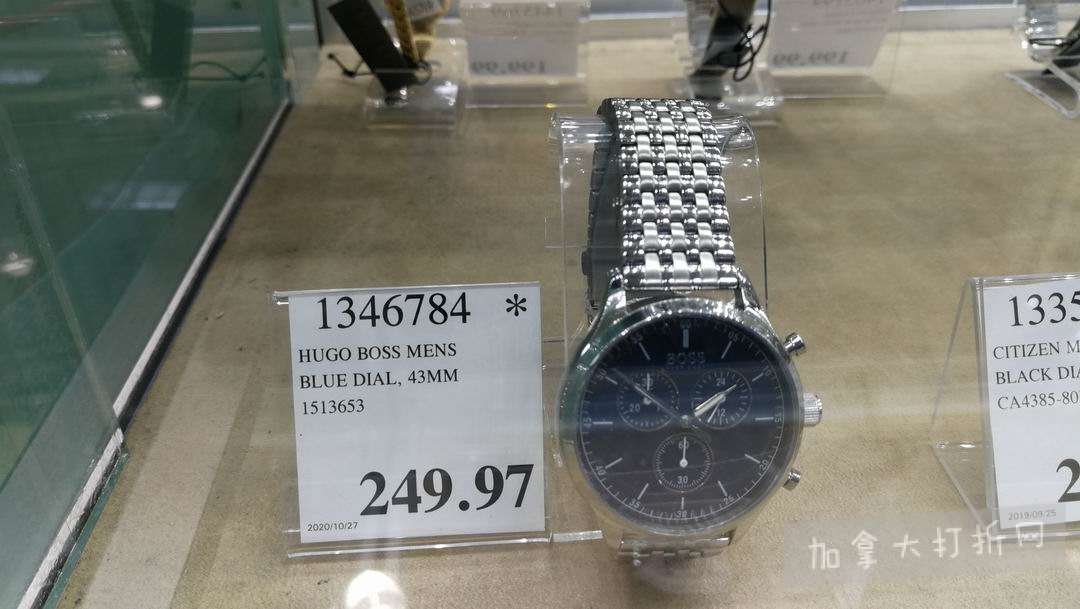 199.99
199.99
1346784 *
HUGO BOSS MENS
BLUE DIAL, 43MM
1513653
249.97
2020/10/27
BOSS
1335
CITIZEN M
BLACK DIA
CA4385-80
2
2019/09/25
加拿大打折网